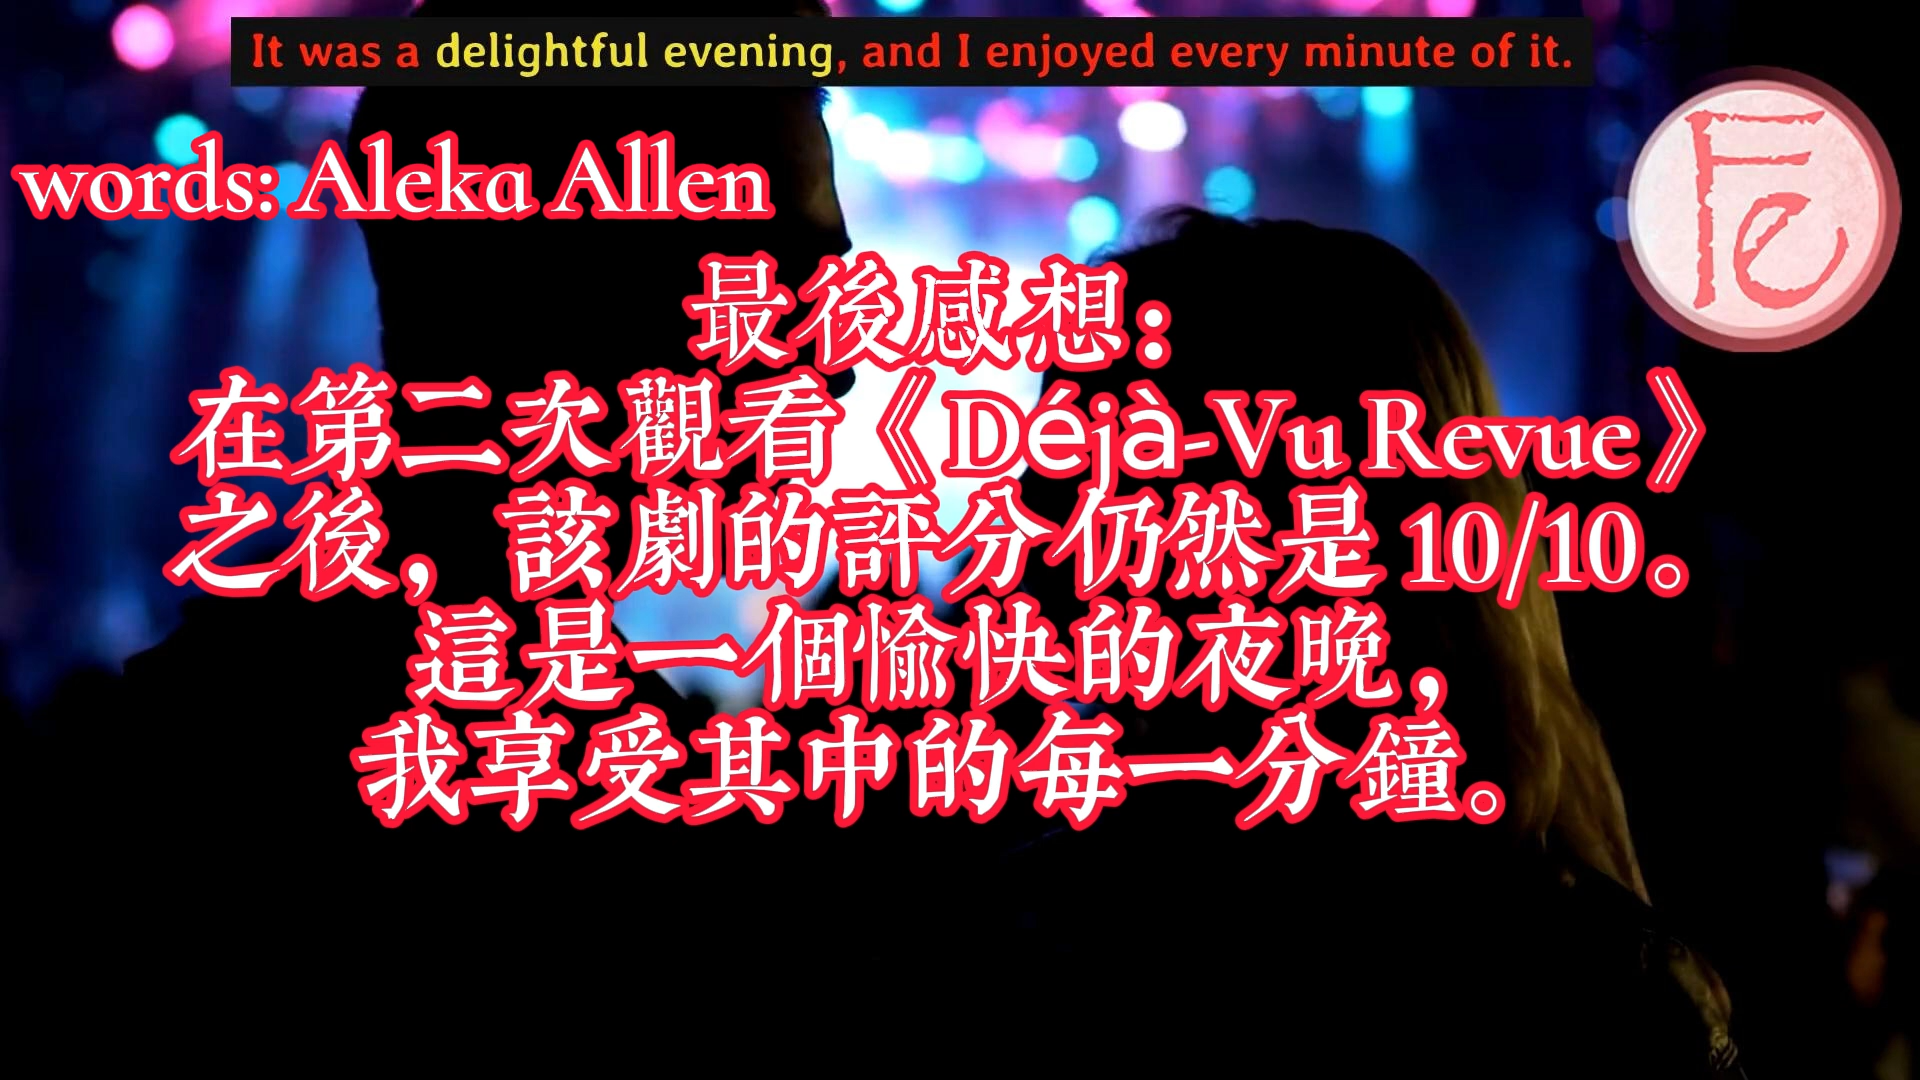 It was a delightful evening, and I enjoyed every minute of it.
words: Aleka Allen
Fe
最後感想：
在第二次觀看《Déjà-Vu Revue》
之後，該劇的評分仍然是 10/10。
這是一個愉快的夜晚，
我享受其中的每一分鐘。